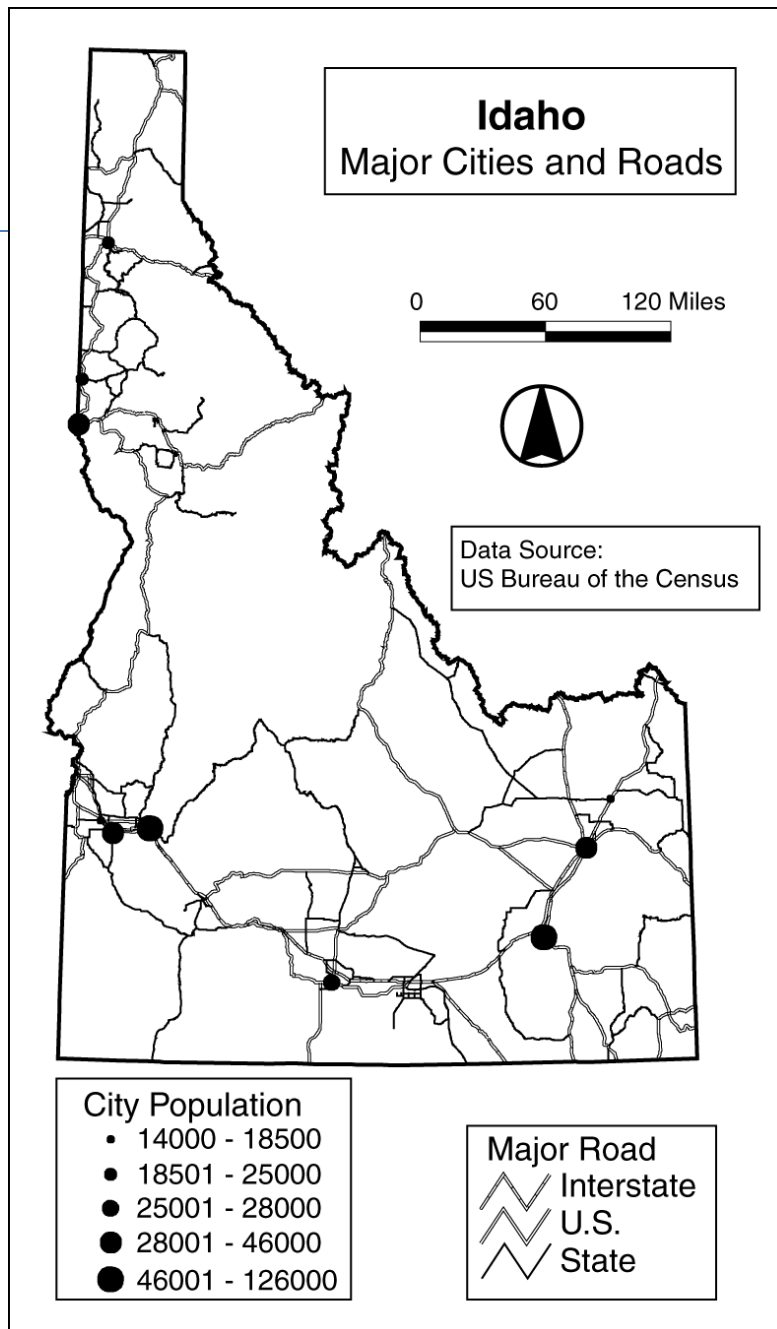 Idaho
Major Cities and Roads
0 60 120 Miles
Data Source:
US Bureau of the Census
City Population
14000 - 18500
18501 - 25000
25001 - 28000
28001 - 46000
46001 - 126000
Major Road
Interstate
U.S.
State